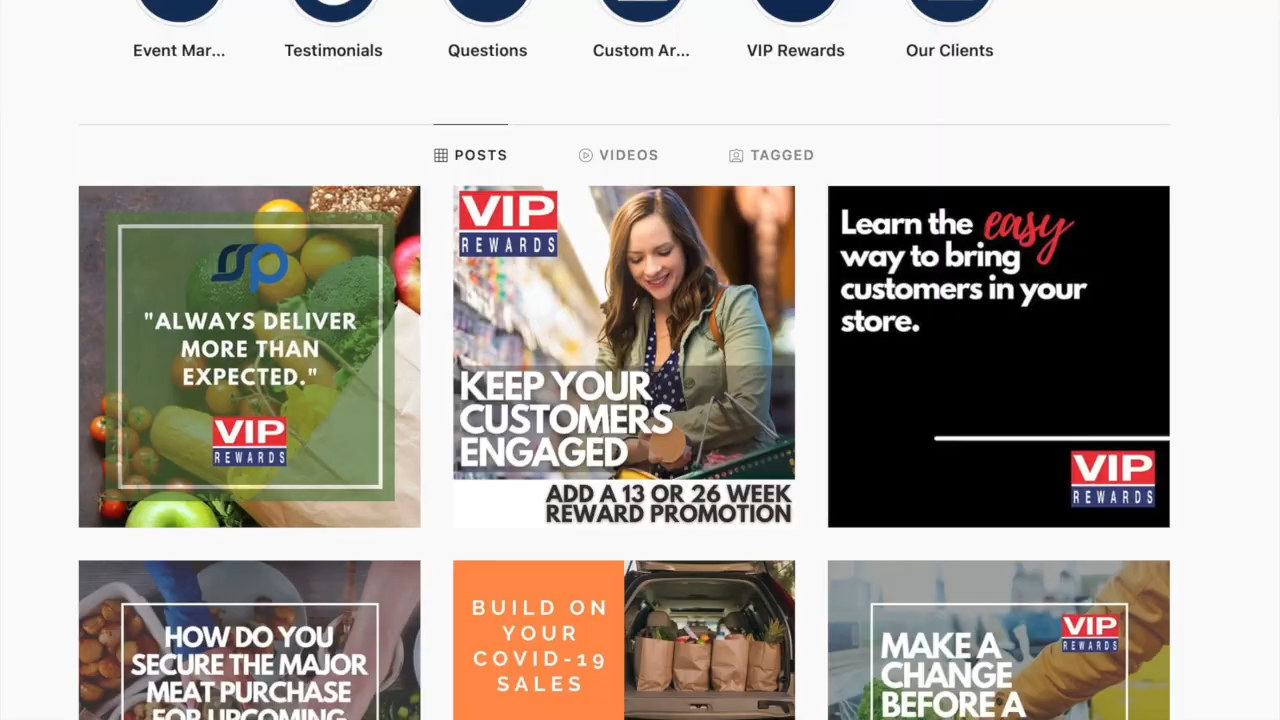 Event Mar...
Testimonials
Questions
Custom Ar...
VIP Rewards
Our Clients
POSTS
VIDEOS
TAGGED
"ALWAYS DELIVER
MORE THAN
EXPECTED."
VIP
REWARDS
VIP
REWARDS
KEEP YOUR
CUSTOMERS
ENGAGED
ADD A 13 OR 26 WEEK
REWARD PROMOTION
Learn the easy
way to bring
customers in your
store.
VIP
REWARDS
HOW DO YOU
SECURE THE MAJOR
MEAT PURCHASE
FOR UPCOMING
BUILD ON
YOUR
COVID-19
SALES
VIP
REWARDS
MAKE A
CHANGE
BEFORE A